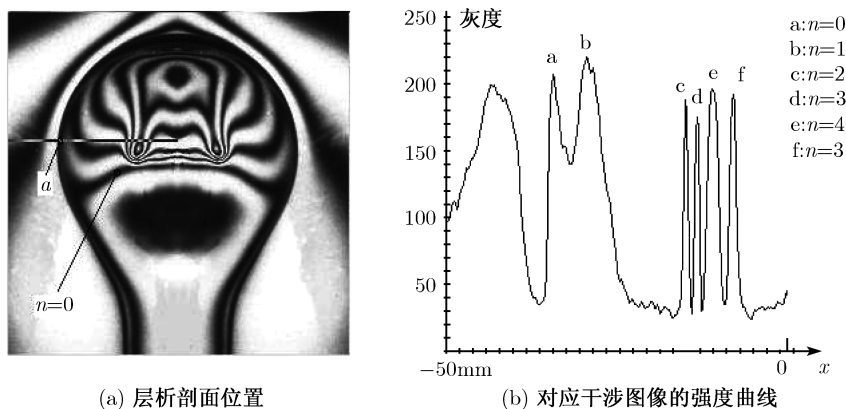 a
n=0
(a) 层析剖面位置
灰度
250
200
150
100
50
−50mm
0
x
a
b
c
d
e
f
a:n=0
b:n=1
c:n=2
d:n=3
e:n=4
f:n=3
(b) 对应干涉图像的强度曲线